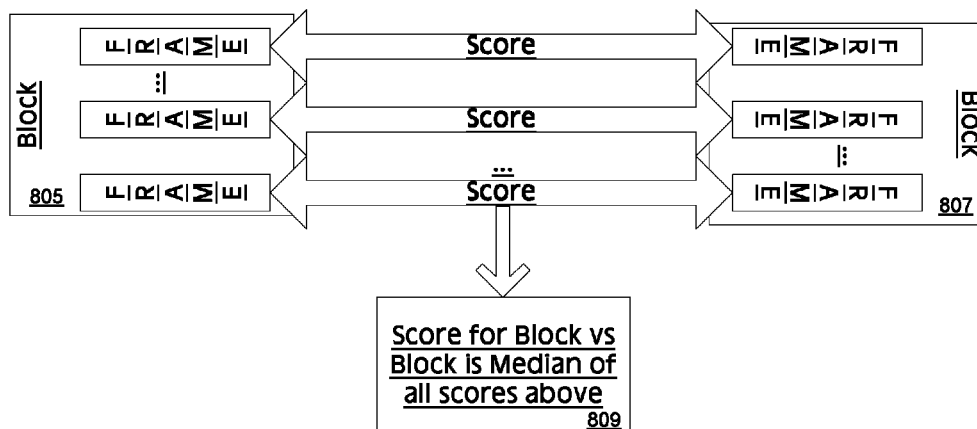 Block
FRAME
...
FRAME
FRAME
805
Score
Score
...
Score
FRAME
FRAME
...
FRAME
Block
807
Score for Block vs
Block is Median of
all scores above
809